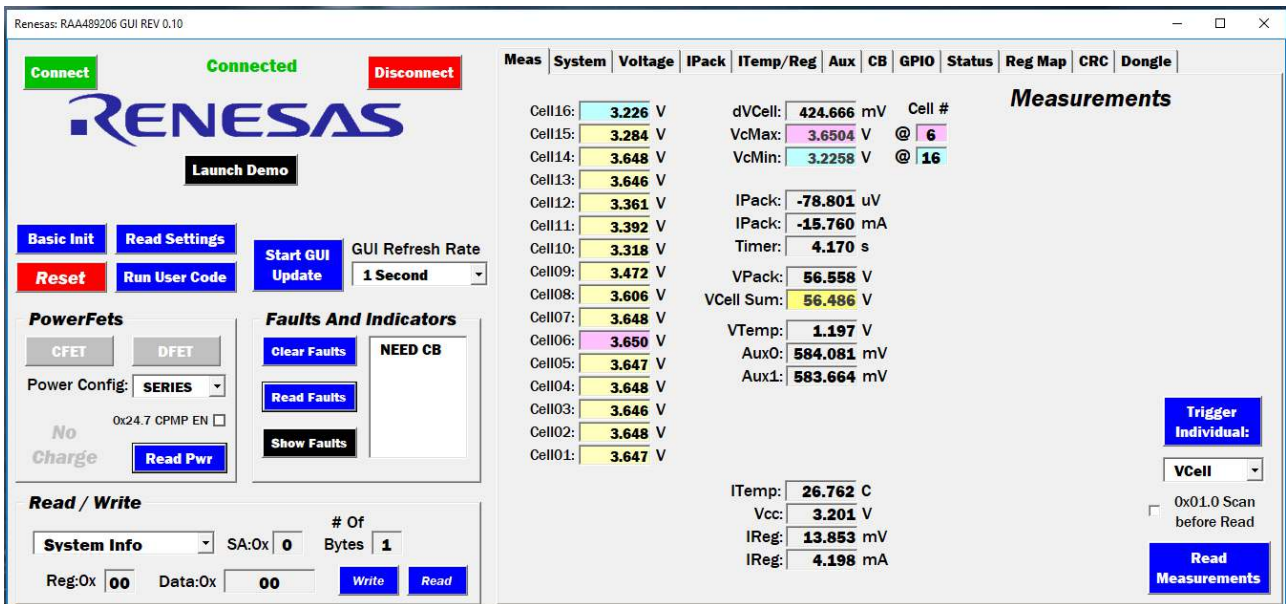 Renesas: RAA489206 GUI REV 0.10
Connect
Connected
Disconnect
RENESAS
Launch Demo
Basic Init
Read Settings
Reset
Run User Code
Start GUI
Update
GUI Refresh Rate
1 Second
PowerFets
CFET
DFET
Power Config: SERIES
0x24.7 CPMP EN
No
Charge
Read Pwr
Faults And Indicators
Clear Faults
NEED CB
Read Faults
Show Faults
Read / Write
System Info
SA:0x 0
# Of
Bytes 1
Reg:0x 00
Data:0x 00
Write
Read
Meas System Voltage IPack ITemp/Reg Aux CB GPIO Status Reg Map CRC Dongle
Measurements
Cell16: 3.226 V
Cell15: 3.284 V
Cell14: 3.648 V
Cell13: 3.646 V
Cell12: 3.361 V
Cell11: 3.392 V
Cell10: 3.318 V
Cell09: 3.472 V
Cell08: 3.606 V
Cell07: 3.648 V
Cell06: 3.650 V
Cell05: 3.647 V
Cell04: 3.648 V
Cell03: 3.646 V
Cell02: 3.648 V
Cell01: 3.647 V
dVCell: 424.666 mV Cell #
VcMax: 3.6504 V @ 6
VcMin: 3.2258 V @ 16
IPack: -78.801 uV
IPack: -15.760 mA
Timer: 4.170 s
VPack: 56.558 V
VCell Sum: 56.486 V
VTemp: 1.197 V
Aux0: 584.081 mV
Aux1: 583.664 mV
ITemp: 26.762 C
Vcc: 3.201 V
IReg: 13.853 mV
IReg: 4.198 mA
Trigger
Individual:
VCell
0x01.0 Scan
before Read
Read
Measurements